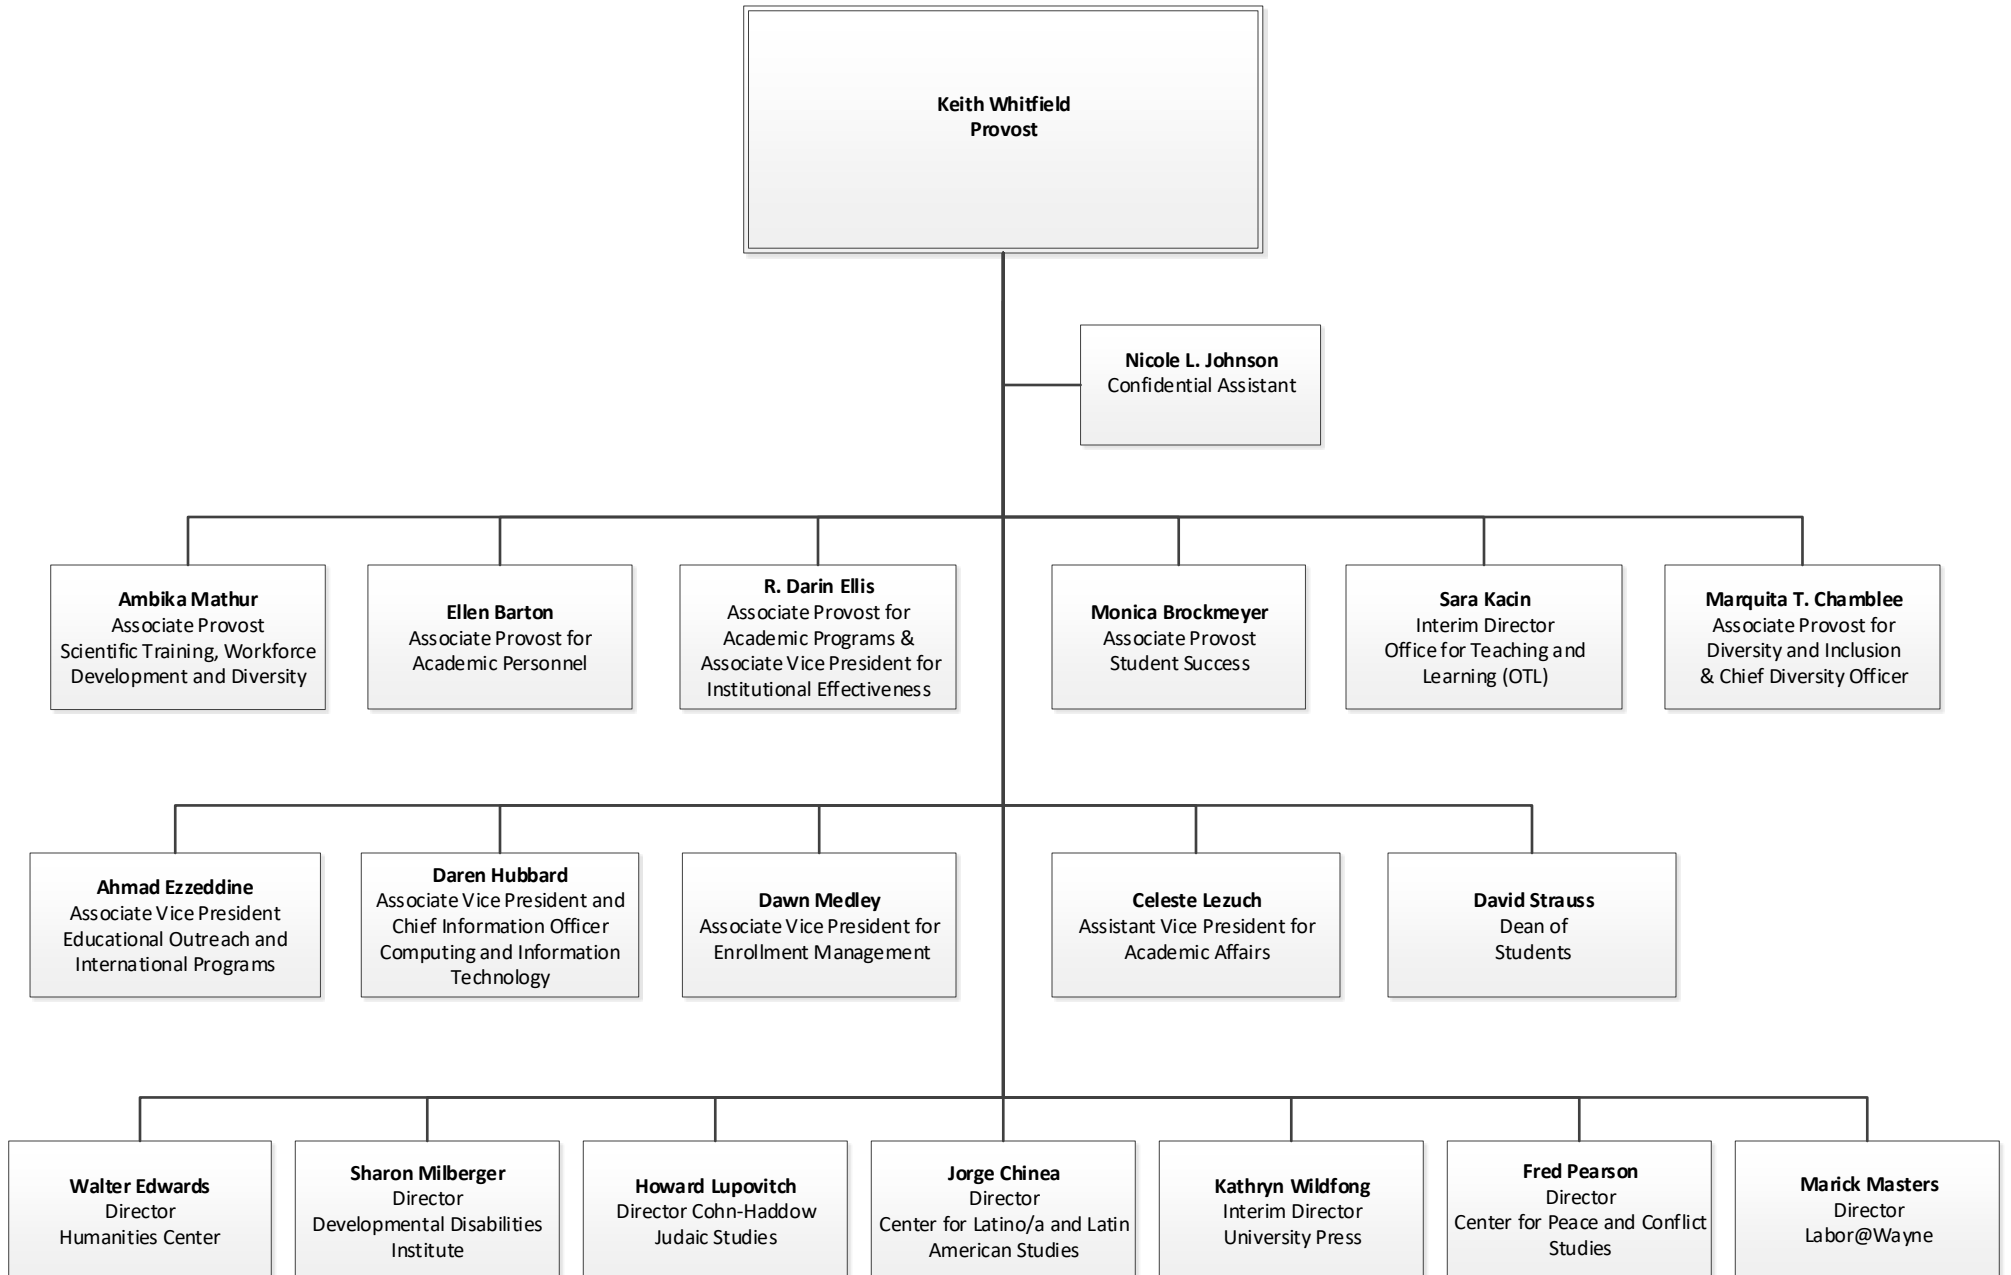 Keith Whitfield
Provost
Nicole L. Johnson
Confidential Assistant
Ambika Mathur
Associate Provost
Scientific Training, Workforce
Development and Diversity
Ellen Barton
Associate Provost for
Academic Personnel
R. Darin Ellis
Associate Provost for
Academic Programs &
Associate Vice President for
Institutional Effectiveness
Monica Brockmeyer
Associate Provost
Student Success
Sara Kacin
Interim Director
Office for Teaching and
Learning (OTL)
Marquita T. Chamblee
Associate Provost for
Diversity and Inclusion
& Chief Diversity Officer
Ahmad Ezzeddine
Associate Vice President
Educational Outreach and
International Programs
Daren Hubbard
Associate Vice President and
Chief Information Officer
Computing and Information
Technology
Dawn Medley
Associate Vice President for
Enrollment Management
Celeste Lezuch
Assistant Vice President for
Academic Affairs
David Strauss
Dean of
Students
Walter Edwards
Director
Humanities Center
Sharon Milberger
Director
Developmental Disabilities
Institute
Howard Lupovitch
Director Cohn-Haddow
Judaic Studies
Jorge Chinea
Director
Center for Latino/a and Latin
American Studies
Kathryn Wildfong
Interim Director
University Press
Fred Pearson
Director
Center for Peace and Conflict
Studies
Marick Masters
Director
Labor@Wayne